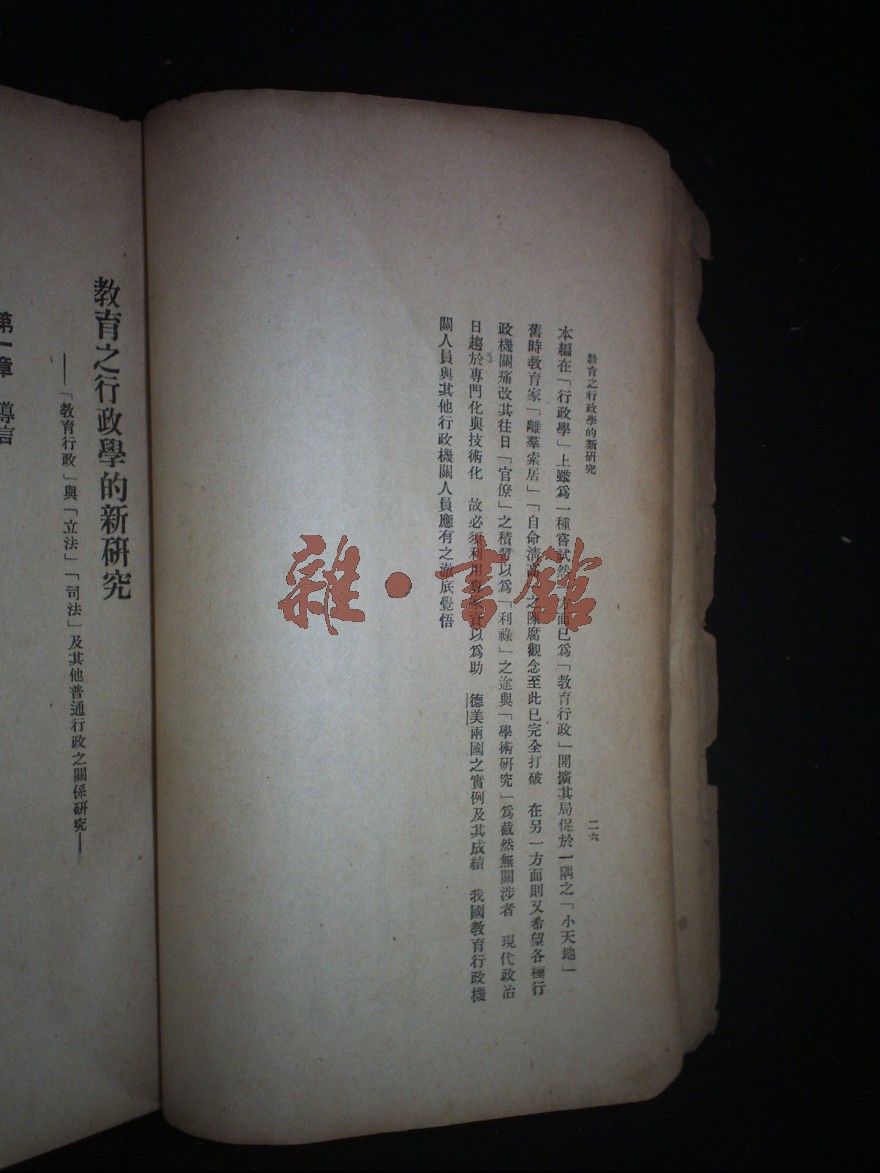 教育之行政學的新研究
二六
本編在「行政學」上雖爲一種嘗試然一方面已爲「教育行政」開擴其局促於一隅之「小天地」
舊時教育家「離羣索居」「自命清高」之陳腐觀念至此已完全打破　在另一方面則又希望各種行
政機關痛改其往日「官僚」之積習以爲「利祿」之途與「學術研究」爲截然無關涉者　現代政治
日趨於專門化與技術化　故必須利用　以爲助　德美兩國之實例及其成績　我國教育行政機
關人員與其他行政機關人員應有之澈底覺悟
雜·書館
教育之行政學的新研究
——「教育行政」與「立法」「司法」及其他普通行政之關係研究——
第一章　導言